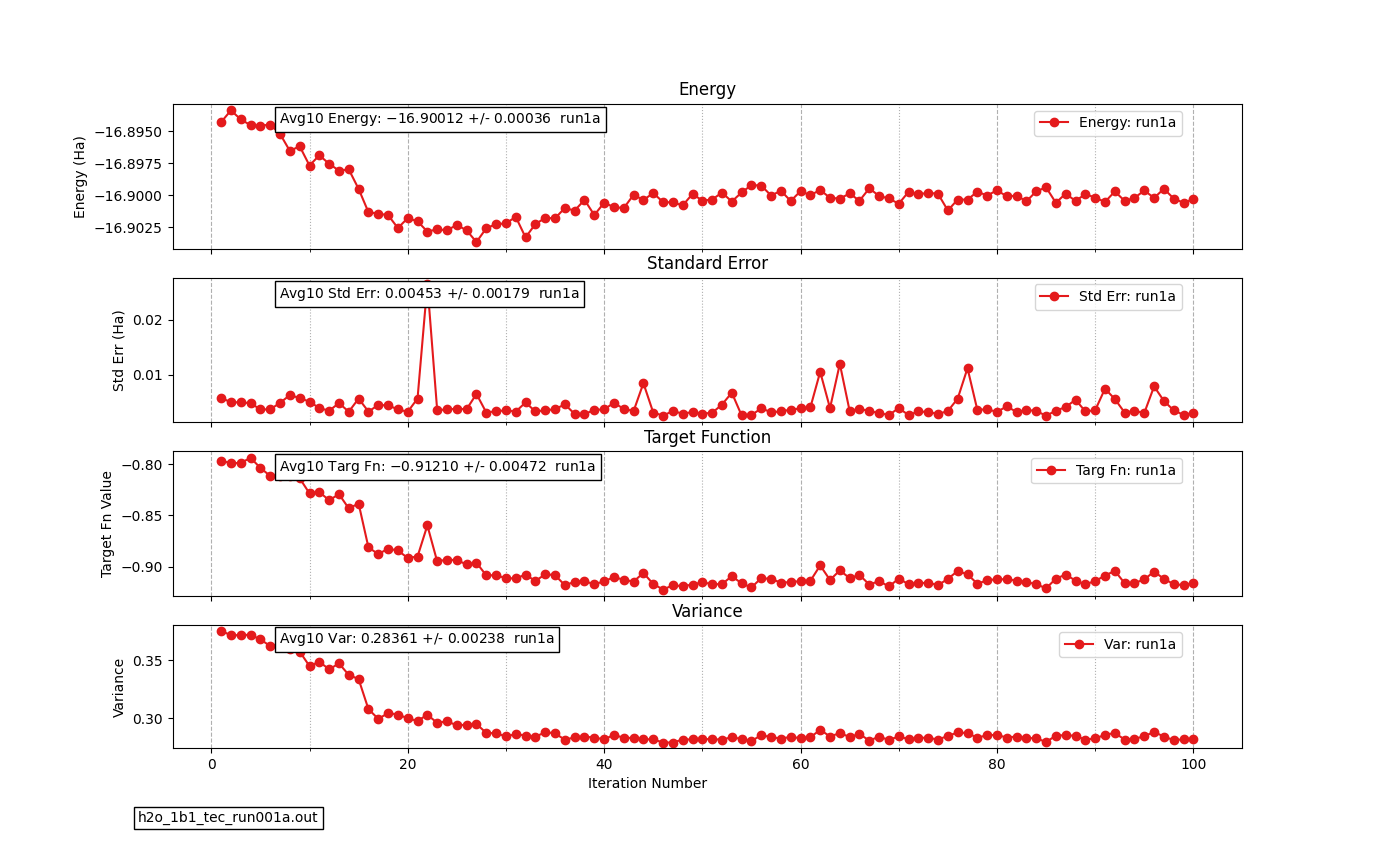 Energy
Avg10 Energy: −16.90012 +/- 0.00036  run1a
Energy: run1a
Energy (Ha)
−16.8950
−16.8975
−16.9000
−16.9025
Standard Error
Avg10 Std Err: 0.00453 +/- 0.00179  run1a
Std Err: run1a
Std Err (Ha)
0.02
0.01
Target Function
Avg10 Targ Fn: −0.91210 +/- 0.00472  run1a
Targ Fn: run1a
Target Fn Value
−0.80
−0.85
−0.90
Variance
Avg10 Var: 0.28361 +/- 0.00238  run1a
Var: run1a
Variance
0.35
0.30
0 20 40 60 80 100
Iteration Number
h2o_1b1_tec_run001a.out